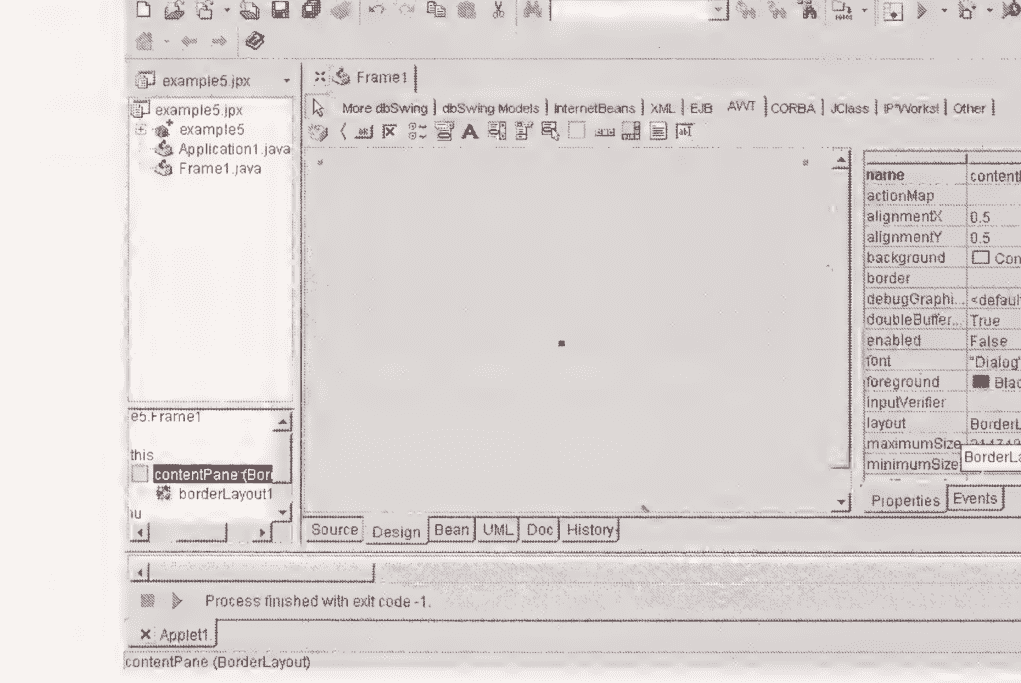 example5.jpx
Frame1
example5.jpx
example5
Application1.java
Frame1.java
More dbSwing dbSwing Models InternetBeans XML EJB AWT CORBA JClass IP*Works! Other
name
actionMap
alignmentX 0.5
alignmentY 0.5
background Con
border
debugGraphi... <defaul
doubleBuffer... True
enabled False
font "Dialog"
foreground Blac
inputVerifier
layout BorderL
maximumSize
minimumSize
BorderLa
Properties Events
e5.Frame1
this
contentPane (Bor
borderLayout1
Source Design Bean UML Doc History
Process finished with exit code -1.
Applet1
contentPane (BorderLayout)